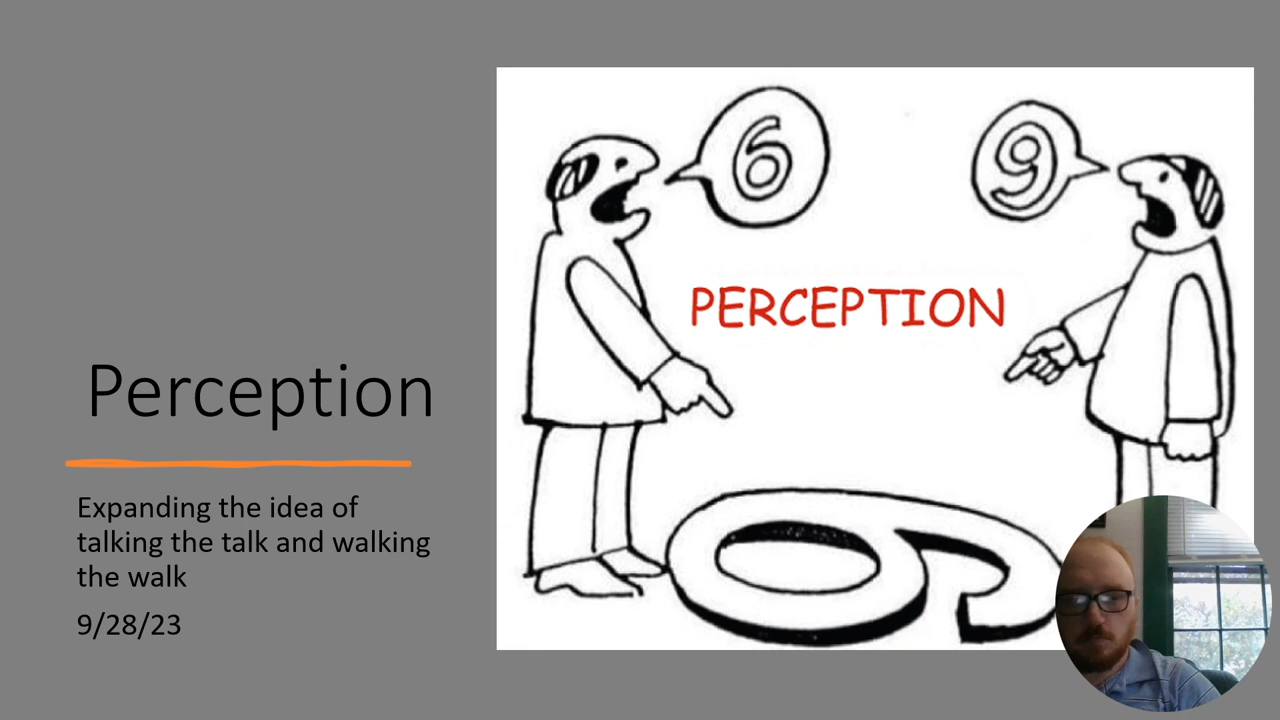 Perception
Expanding the idea of
talking the talk and walking
the walk
9/28/23
6
9
PERCEPTION